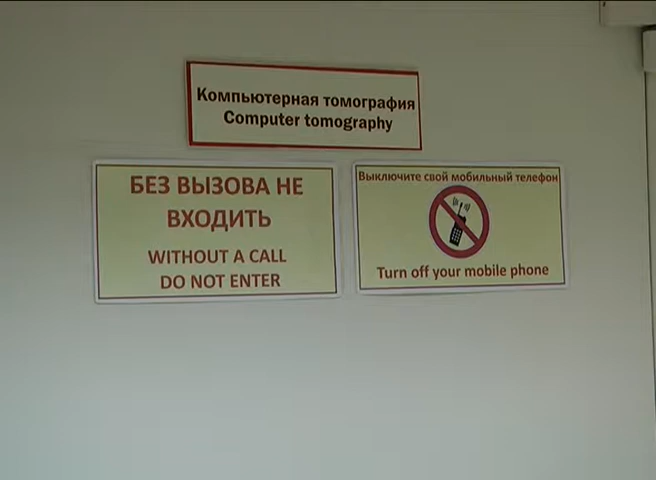 Компьютерная томография
Computer tomography
БЕЗ ВЫЗОВА НЕ
ВХОДИТЬ
WITHOUT A CALL
DO NOT ENTER
Выключите свой мобильный телефон
Turn off your mobile phone